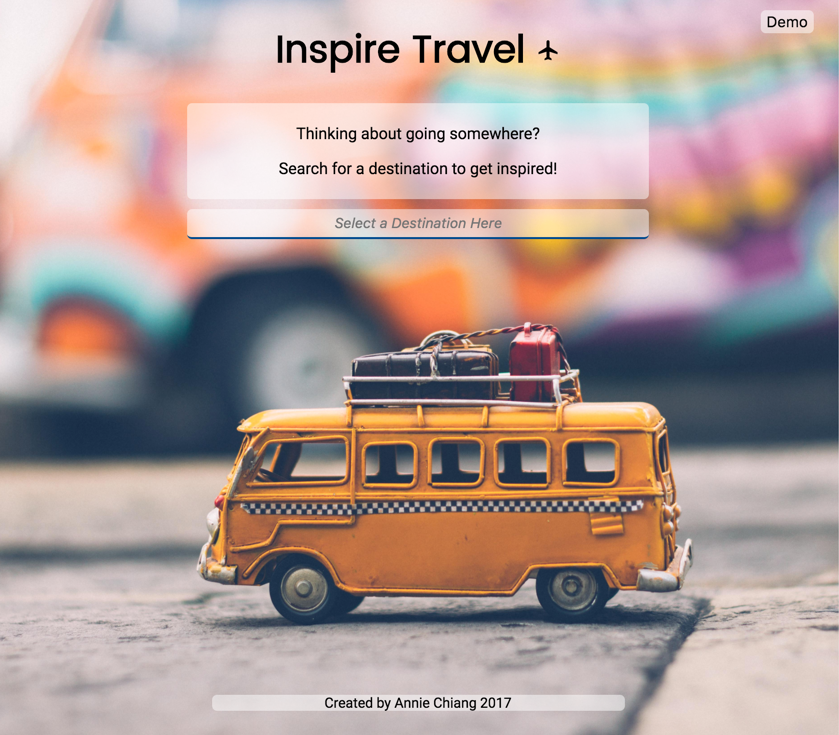 Demo
Inspire Travel
Thinking about going somewhere?
Search for a destination to get inspired!
Select a Destination Here
Created by Annie Chiang 2017